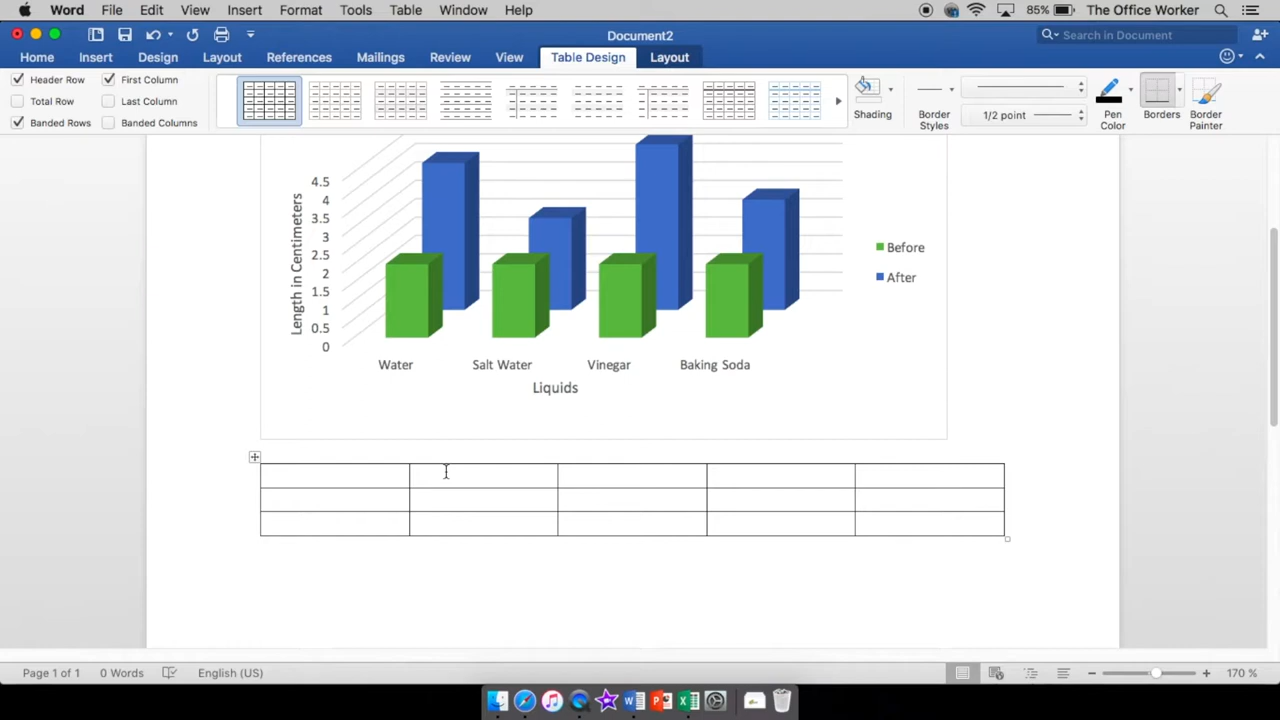 Word File Edit View Insert Format Tools Table Window Help 85% The Office Worker
Document2
Search in Document
Home Insert Design Layout References Mailings Review View Table Design Layout
Header Row First Column
Total Row Last Column
Banded Rows Banded Columns
Shading
Border Styles
1/2 point
Pen Color
Borders
Border Painter
4.5
4
3.5
3
2.5
2
1.5
1
0.5
0
Length in Centimeters
Before
After
Water Salt Water Vinegar Baking Soda
Liquids
Page 1 of 1 0 Words English (US) 170 %